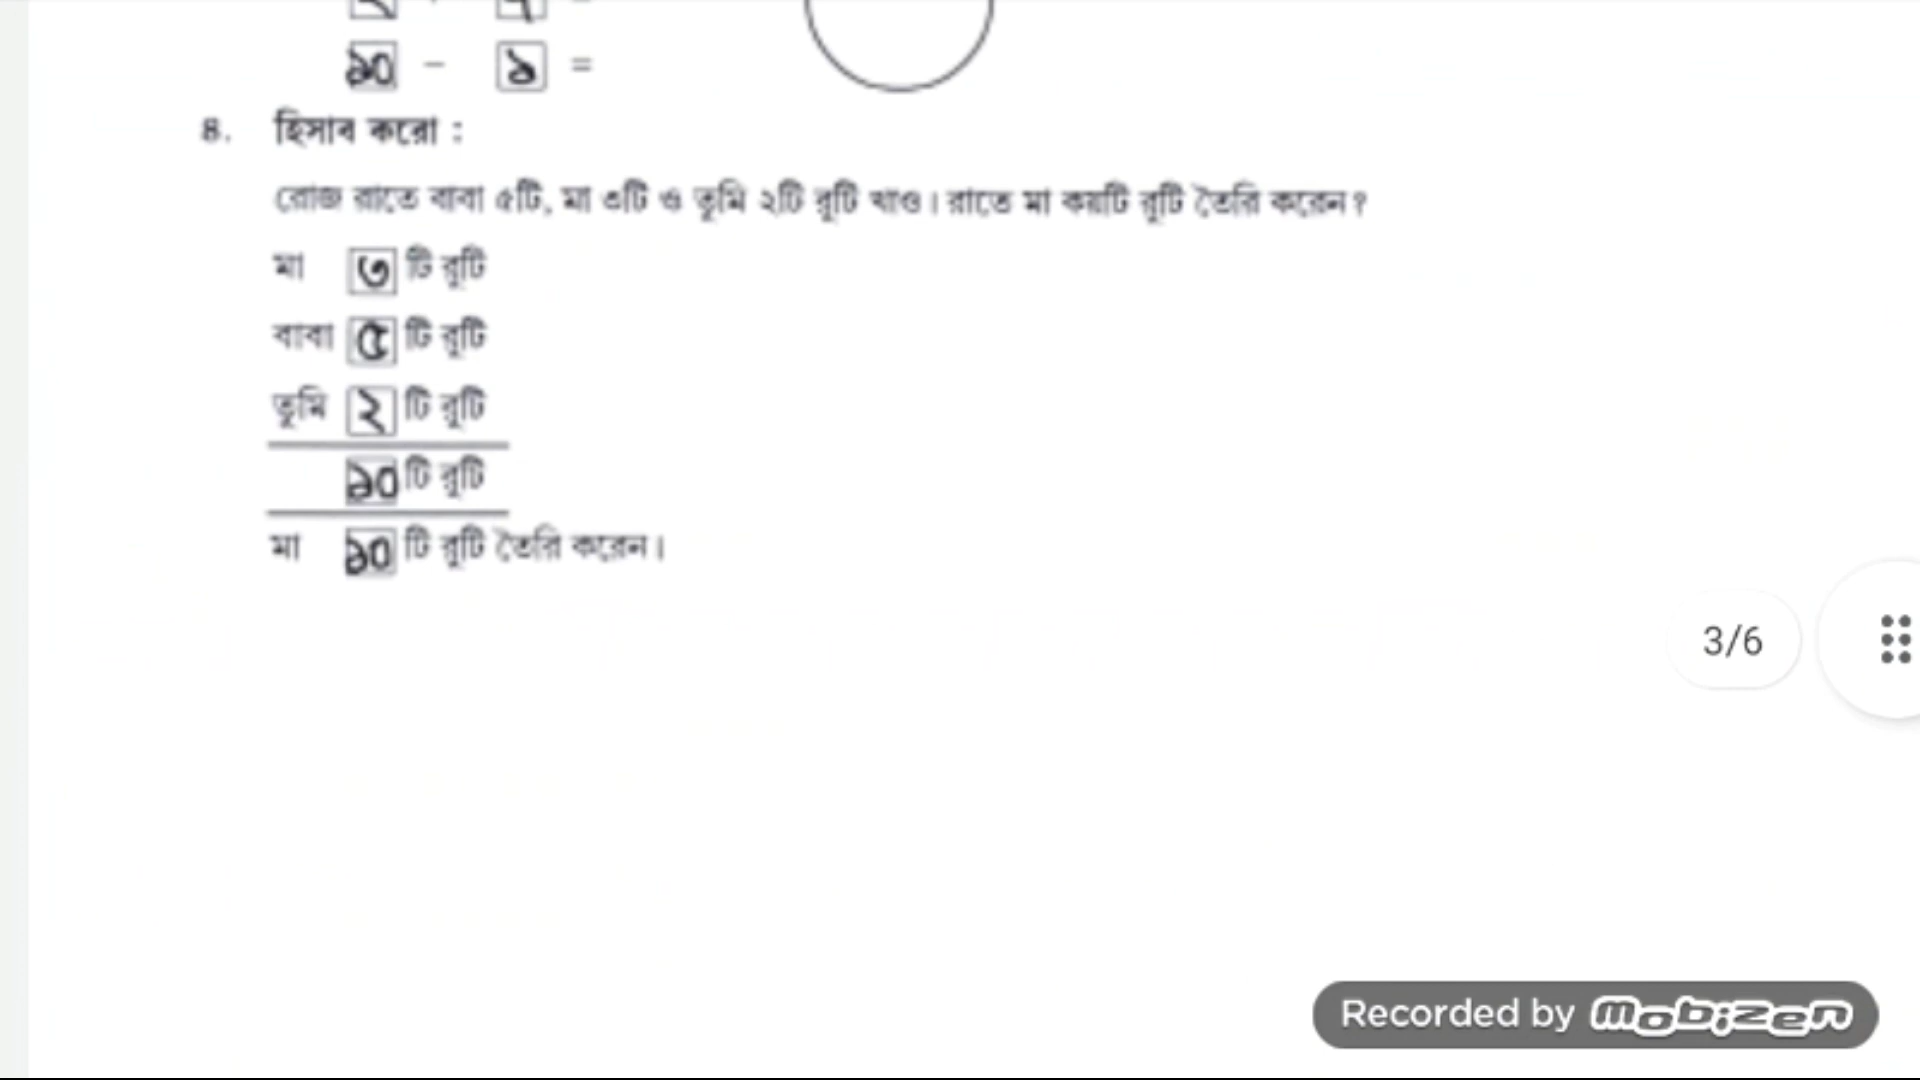 ১০ - ১ =
৪. হিসাব করো :
রোজ রাতে বাবা ৫টি, মা ৩টি ও তুমি ২টি রুটি খাও। রাতে মা কয়টি রুটি তৈরি করেন?
মা ৩ টি রুটি
বাবা ৫ টি রুটি
তুমি ২ টি রুটি
১০ টি রুটি
মা ১০ টি রুটি তৈরি করেন।
3/6
Recorded by mobizen